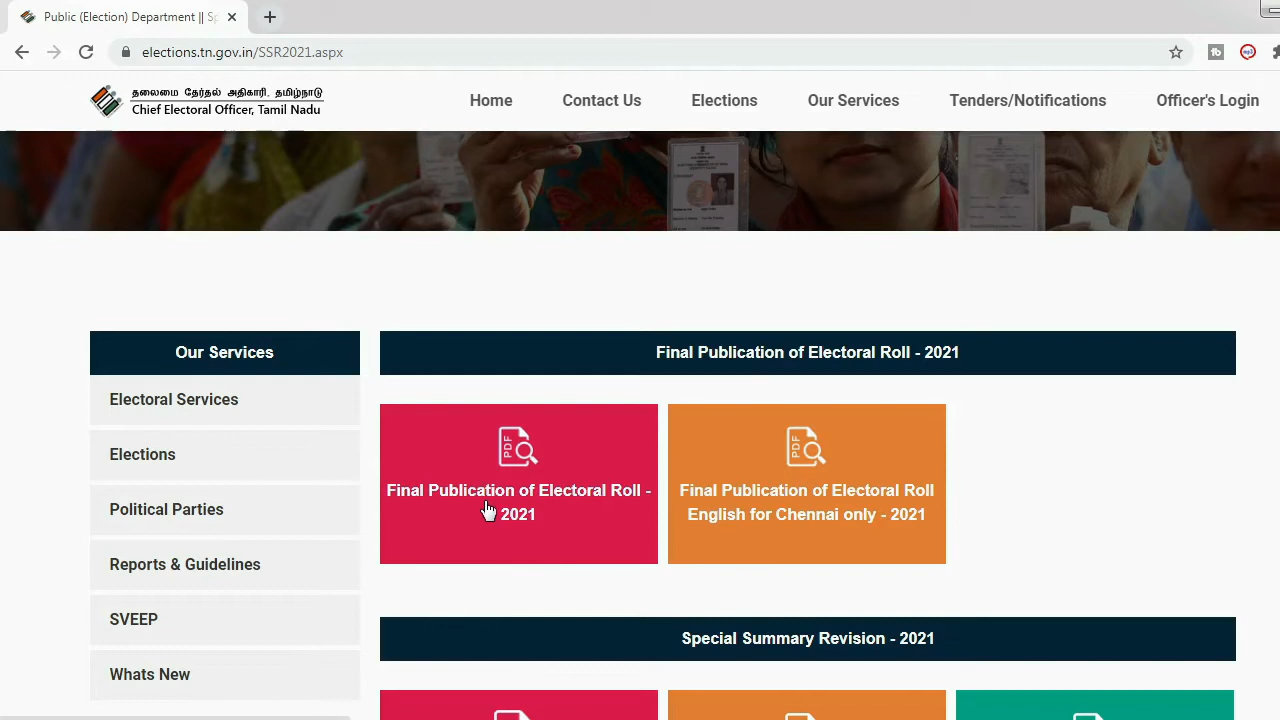 Public (Election) Department || Sp
elections.tn.gov.in/SSR2021.aspx
தலைமை தேர்தல் அதிகாரி, தமிழ்நாடு
Chief Electoral Officer, Tamil Nadu
Home
Contact Us
Elections
Our Services
Tenders/Notifications
Officer's Login
Our Services
Electoral Services
Elections
Political Parties
Reports & Guidelines
SVEEP
Whats New
Final Publication of Electoral Roll - 2021
PDF
Final Publication of Electoral Roll -
2021
PDF
Final Publication of Electoral Roll
English for Chennai only - 2021
Special Summary Revision - 2021